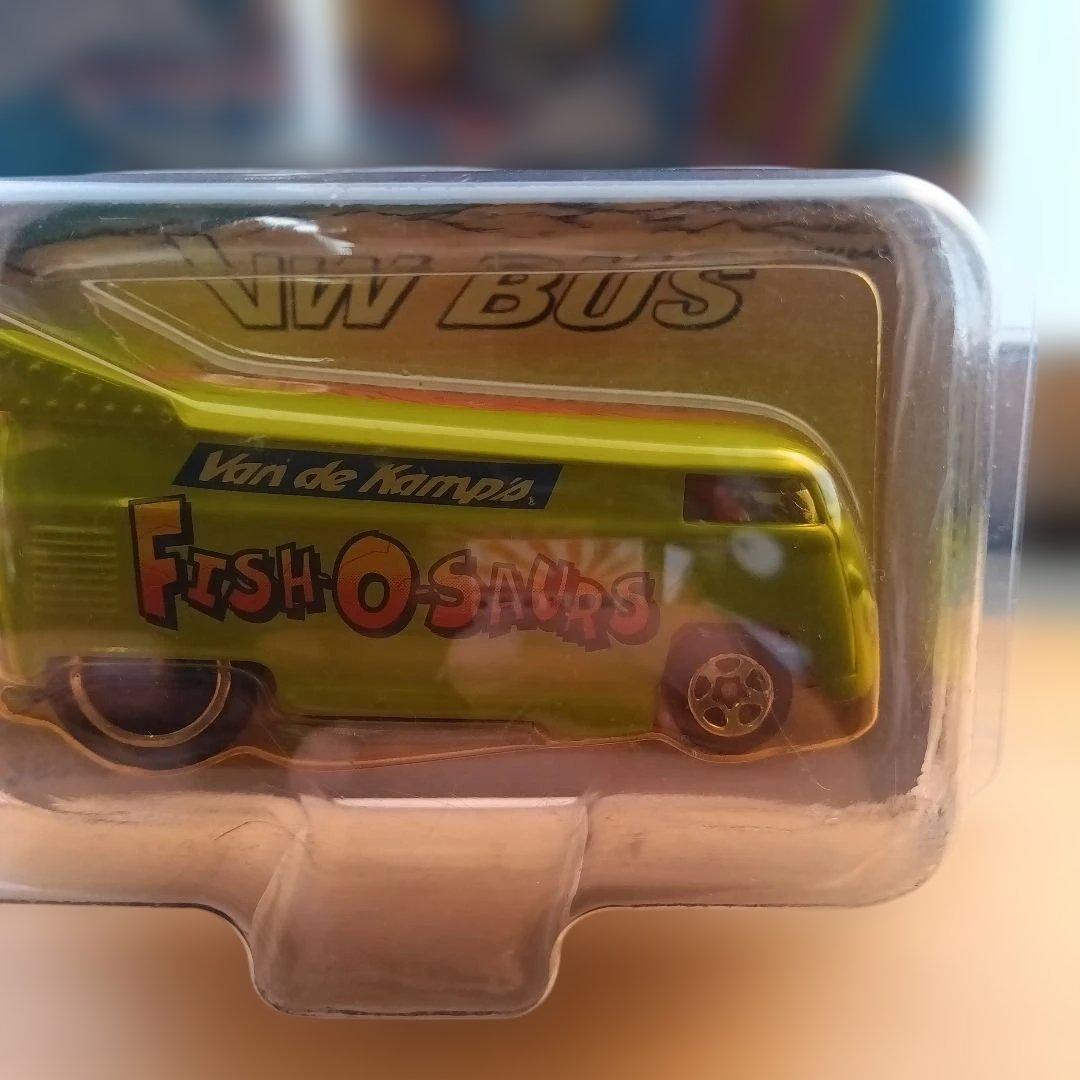 VW BUS
Van de Kamp's®
FISH-O-SAURS